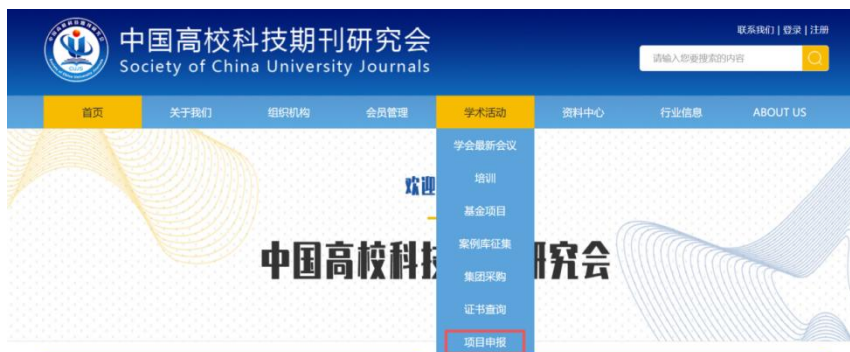 联系我们 | 登录 | 注册
中国高校科技期刊研究会
Society of China University Journals
CUJS
请输入您要搜索的内容
首页 关于我们 组织机构 会员管理 学术活动 资料中心 行业信息 ABOUT US
学会最新会议
培训
欢迎
基金项目
案例库征集
中国高校科技 研究会
集团采购
证书查询
项目申报